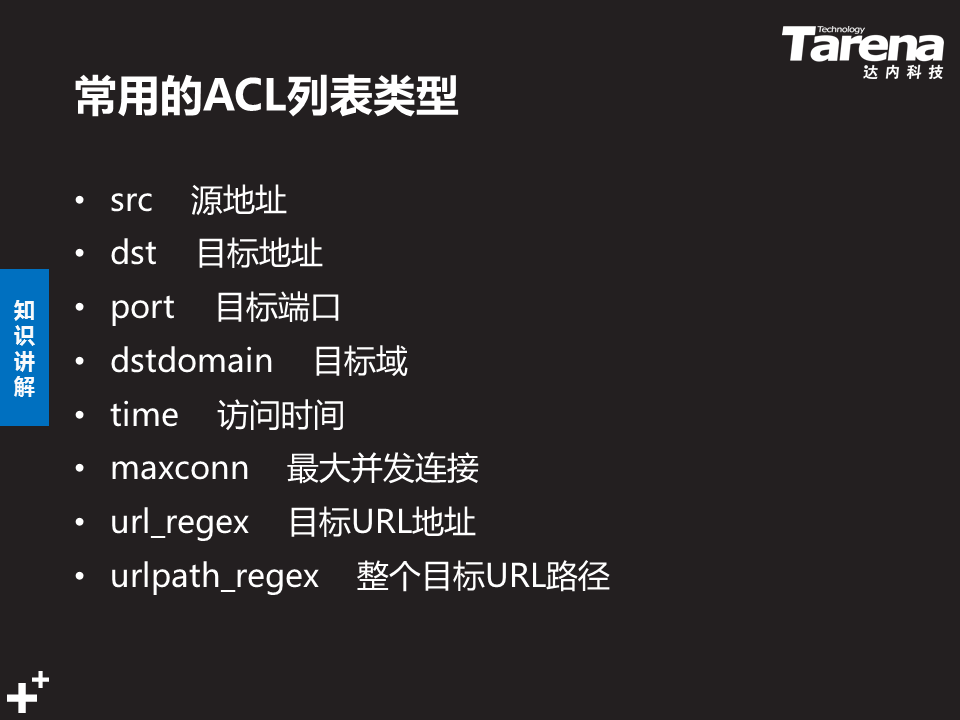 Technology
Tarena
达内科技
常用的ACL列表类型
• src 源地址
• dst 目标地址
• port 目标端口
• dstdomain 目标域
• time 访问时间
• maxconn 最大并发连接
• url_regex 目标URL地址
• urlpath_regex 整个目标URL路径
知
识
讲
解